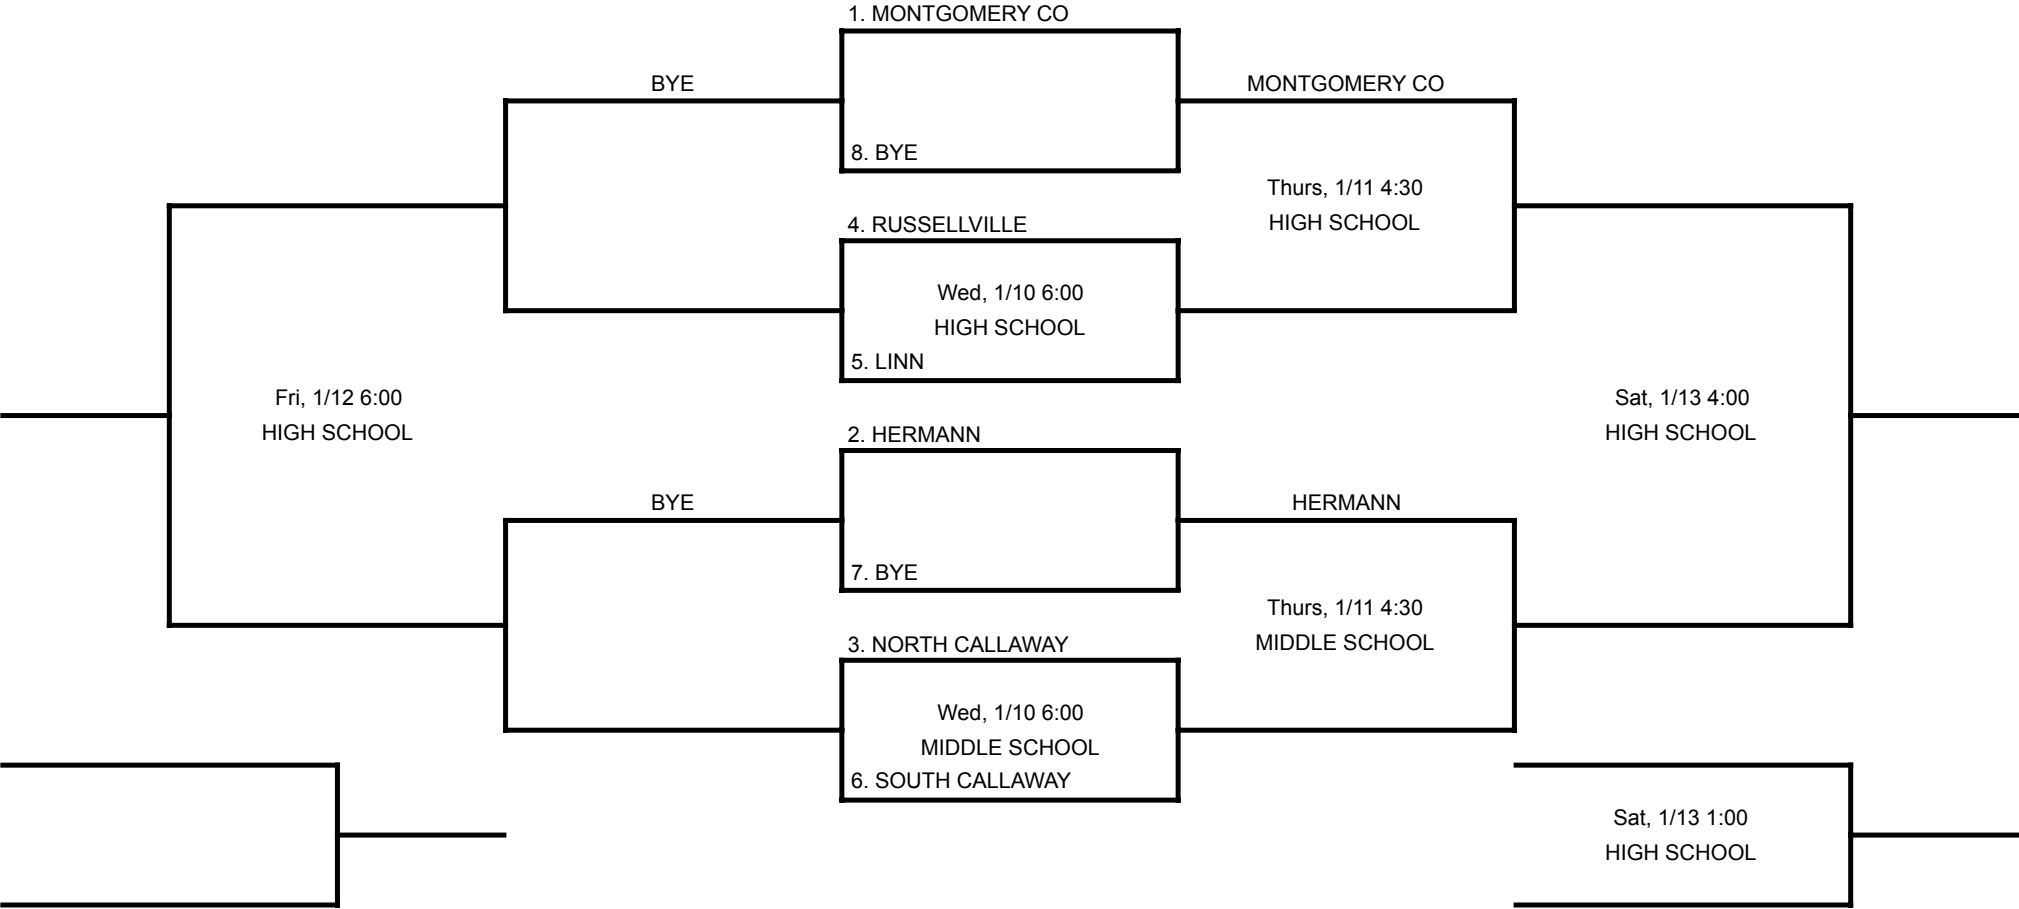 1. MONTGOMERY CO
BYE
MONTGOMERY CO
8. BYE
Thurs, 1/11 4:30
HIGH SCHOOL
4. RUSSELLVILLE
Wed, 1/10 6:00
HIGH SCHOOL
5. LINN
Fri, 1/12 6:00
HIGH SCHOOL
Sat, 1/13 4:00
HIGH SCHOOL
2. HERMANN
BYE
HERMANN
7. BYE
Thurs, 1/11 4:30
MIDDLE SCHOOL
3. NORTH CALLAWAY
Wed, 1/10 6:00
MIDDLE SCHOOL
6. SOUTH CALLAWAY
Sat, 1/13 1:00
HIGH SCHOOL